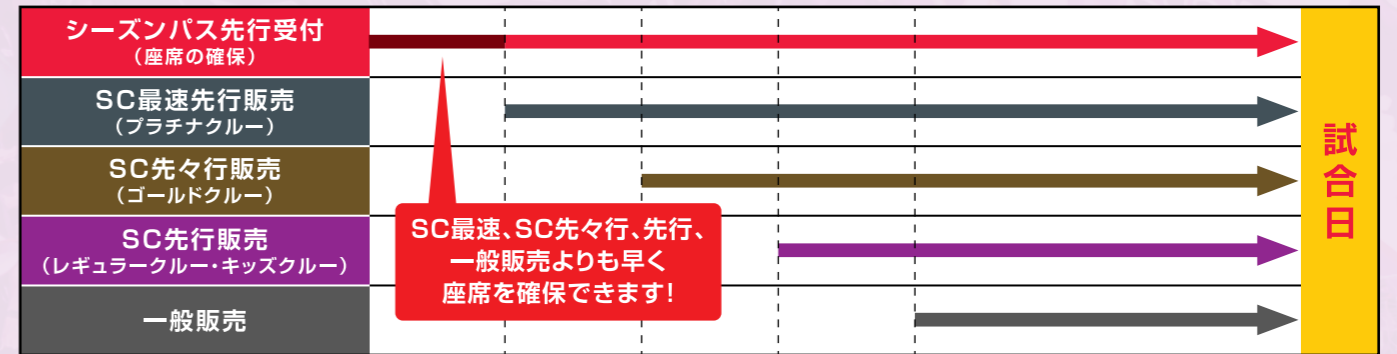 シーズンパス先行受付
（座席の確保）
SC最速先行販売
（プラチナクルー）
SC先々行販売
（ゴールドクルー）
SC先行販売
（レギュラークルー・キッズクルー）
一般販売
SC最速、SC先々行、先行、
一般販売よりも早く
座席を確保できます！
試合日